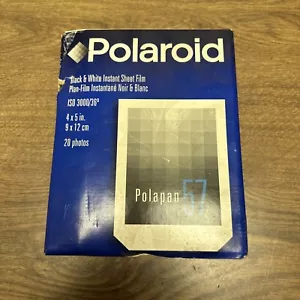 Polaroid
Black & White Instant Sheet Film
Plan-Film Instantané Noir & Blanc
ISO 3000/36°
4 x 5 in.
9 x 12 cm
20 photos
Polapan 57